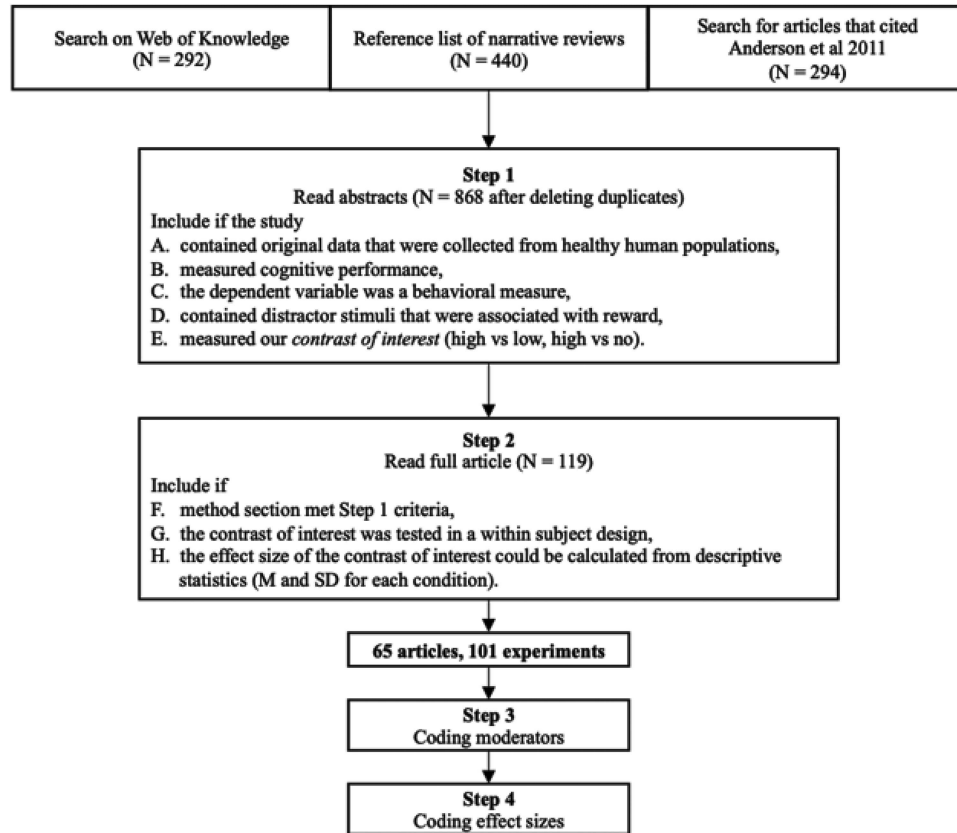 Search on Web of Knowledge
(N = 292)
Reference list of narrative reviews
(N = 440)
Search for articles that cited
Anderson et al 2011
(N = 294)
Step 1
Read abstracts (N = 868 after deleting duplicates)
Include if the study
A. contained original data that were collected from healthy human populations,
B. measured cognitive performance,
C. the dependent variable was a behavioral measure,
D. contained distractor stimuli that were associated with reward,
E. measured our contrast of interest (high vs low, high vs no).
Step 2
Read full article (N = 119)
Include if
F. method section met Step 1 criteria,
G. the contrast of interest was tested in a within subject design,
H. the effect size of the contrast of interest could be calculated from descriptive
statistics (M and SD for each condition).
65 articles, 101 experiments
Step 3
Coding moderators
Step 4
Coding effect sizes